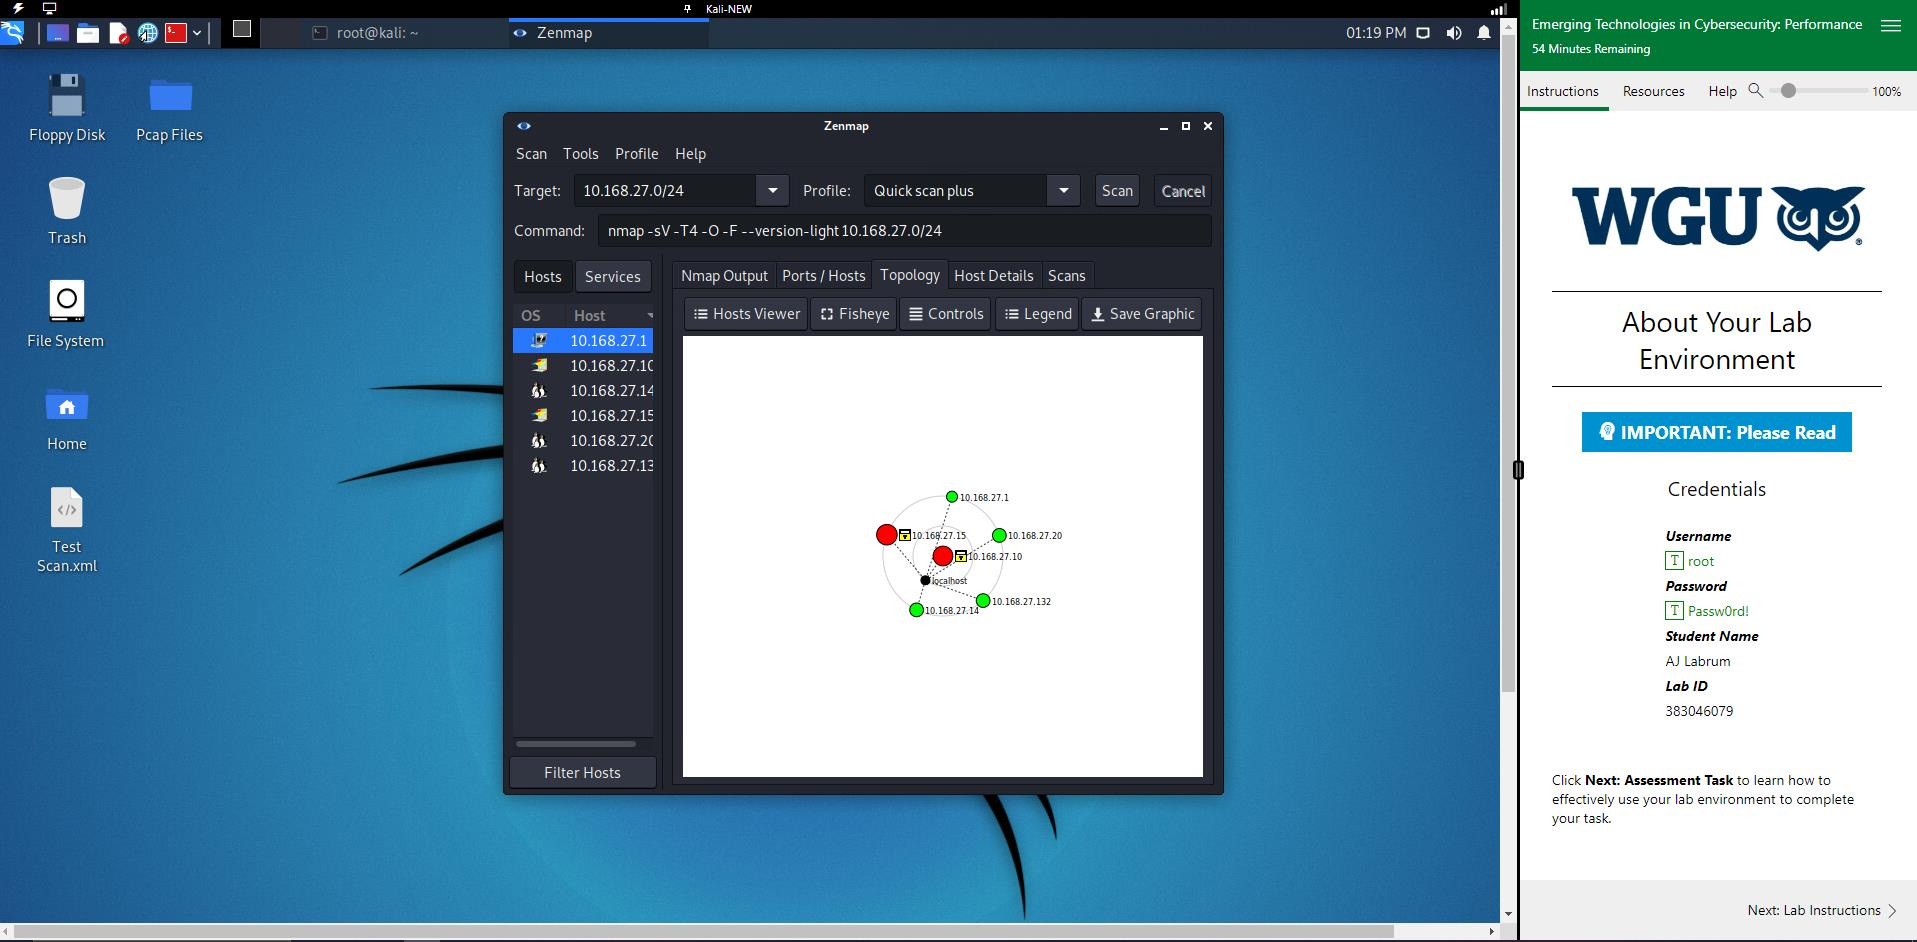 Kali-NEW
root@kali: ~
Zenmap
01:19 PM
Floppy Disk
Pcap Files
Trash
File System
Home
Test
Scan.xml
Zenmap
Scan Tools Profile Help
Target: 10.168.27.0/24 Profile: Quick scan plus Scan Cancel
Command: nmap -sV -T4 -O -F --version-light 10.168.27.0/24
Hosts Services
OS Host
10.168.27.1
10.168.27.10
10.168.27.14
10.168.27.15
10.168.27.20
10.168.27.13
Filter Hosts
Nmap Output Ports / Hosts Topology Host Details Scans
Hosts Viewer Fisheye Controls Legend Save Graphic
10.168.27.1
10.168.27.15
10.168.27.20
10.168.27.10
localhost
10.168.27.132
10.168.27.14
Emerging Technologies in Cybersecurity: Performance
54 Minutes Remaining
Instructions Resources Help 100%
WGU
About Your Lab
Environment
IMPORTANT: Please Read
Credentials
Username
T root
Password
T Passw0rd!
Student Name
AJ Labrum
Lab ID
383046079
Click Next: Assessment Task to learn how to
effectively use your lab environment to complete
your task.
Next: Lab Instructions